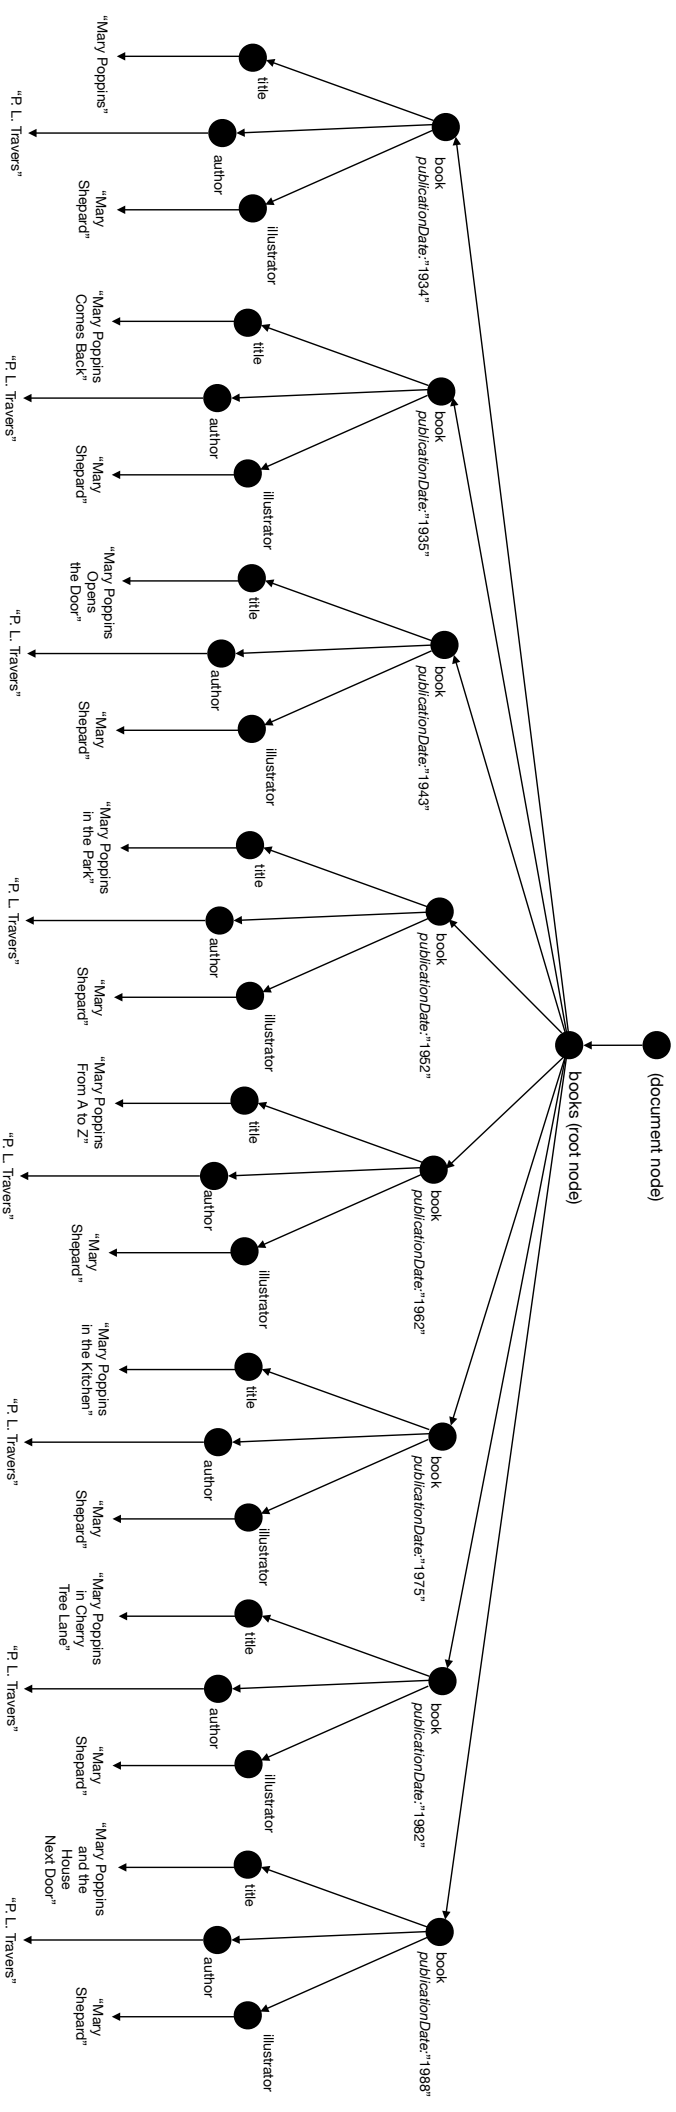 (document node)
books (root node)
book
publicationDate:"1934"
title
"Mary Poppins"
author
"P. L. Travers"
illustrator
"Mary
Shepard"
book
publicationDate:"1935"
title
"Mary Poppins
Comes Back"
author
"P. L. Travers"
illustrator
"Mary
Shepard"
book
publicationDate:"1943"
title
"Mary Poppins
Opens
the Door"
author
"P. L. Travers"
illustrator
"Mary
Shepard"
book
publicationDate:"1952"
title
"Mary Poppins
in the Park"
author
"P. L. Travers"
illustrator
"Mary
Shepard"
book
publicationDate:"1962"
title
"Mary Poppins
From A to Z"
author
"P. L. Travers"
illustrator
"Mary
Shepard"
book
publicationDate:"1975"
title
"Mary Poppins
in the Kitchen"
author
"P. L. Travers"
illustrator
"Mary
Shepard"
book
publicationDate:"1982"
title
"Mary Poppins
in Cherry
Tree Lane"
author
"P. L. Travers"
illustrator
"Mary
Shepard"
book
publicationDate:"1988"
title
"Mary Poppins
and the
House
Next Door"
author
"P. L. Travers"
illustrator
"Mary
Shepard"